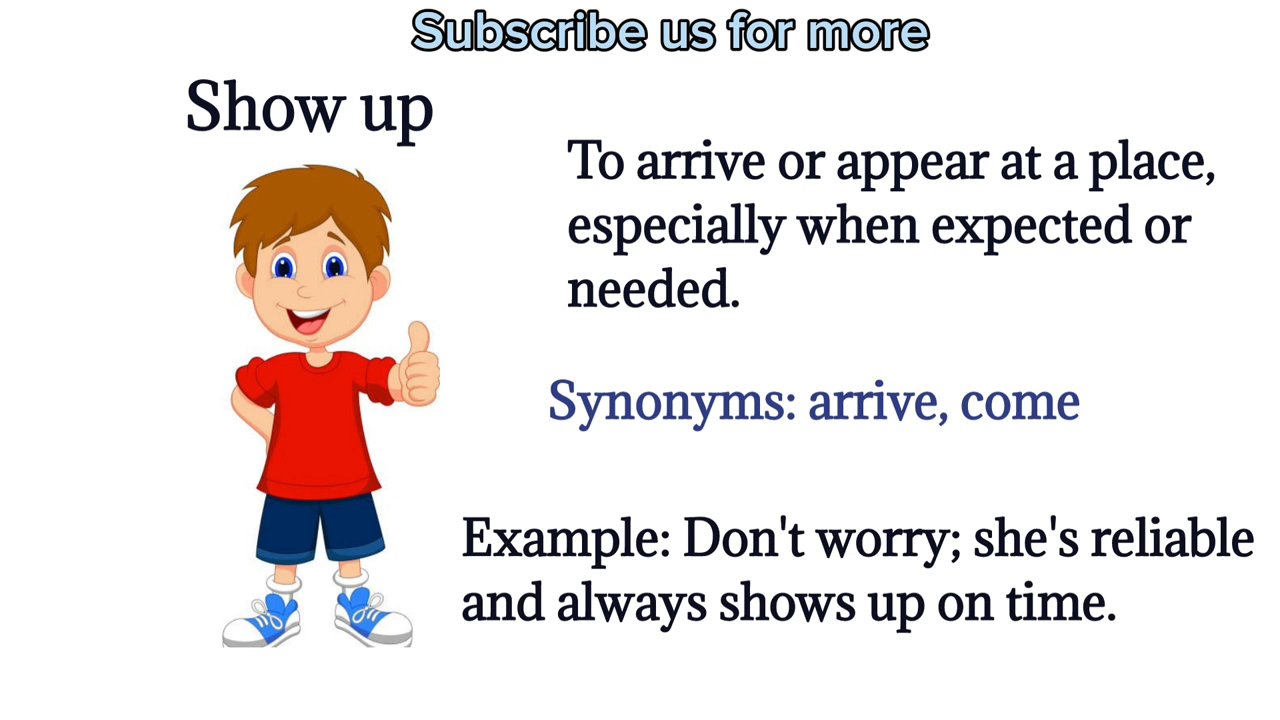 Subscribe us for more
Show up
To arrive or appear at a place,
especially when expected or
needed.
Synonyms: arrive, come
Example: Don't worry; she's reliable
and always shows up on time.